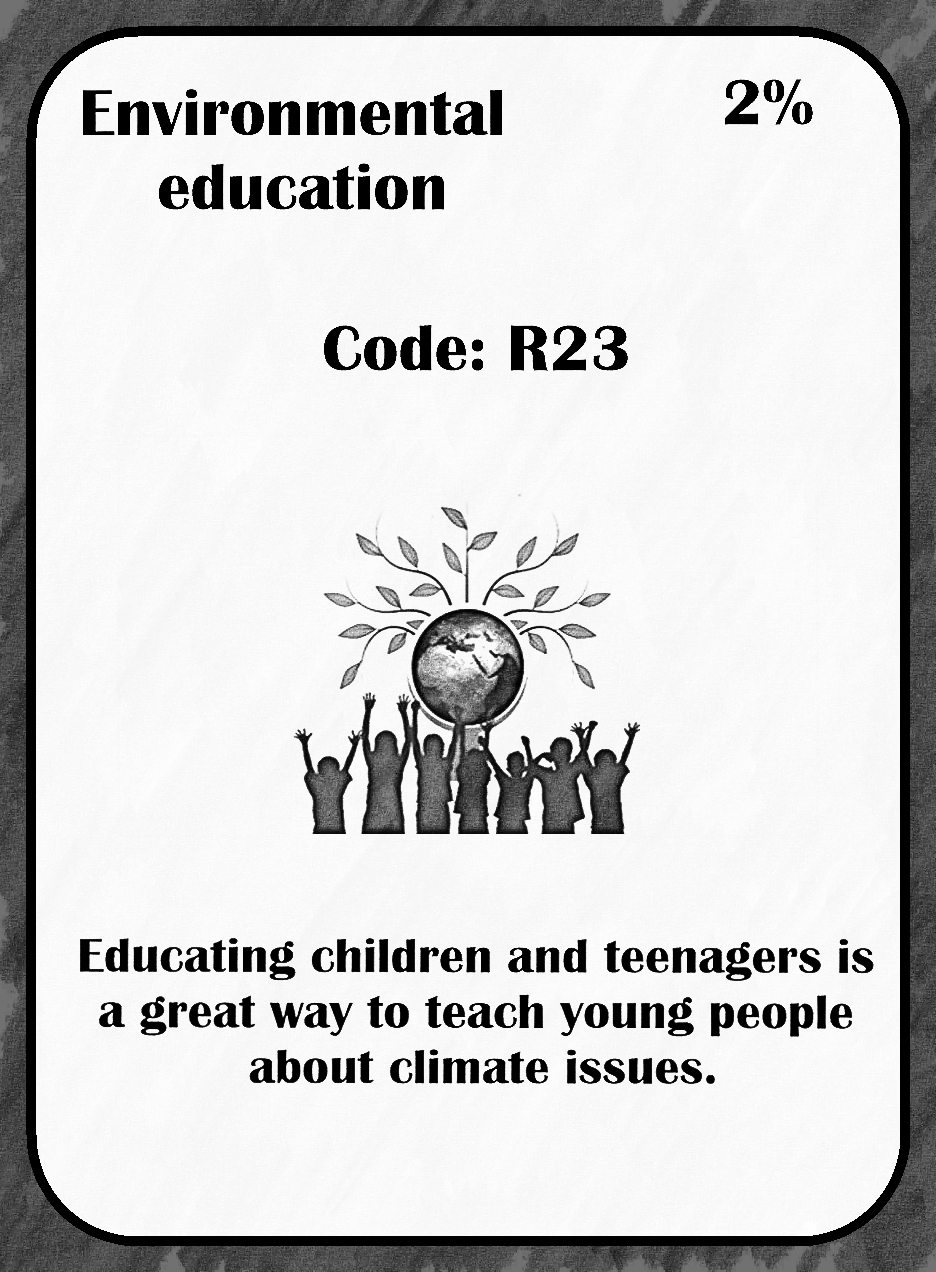 Environmental
education
2%
Code: R23
Educating children and teenagers is
a great way to teach young people
about climate issues.